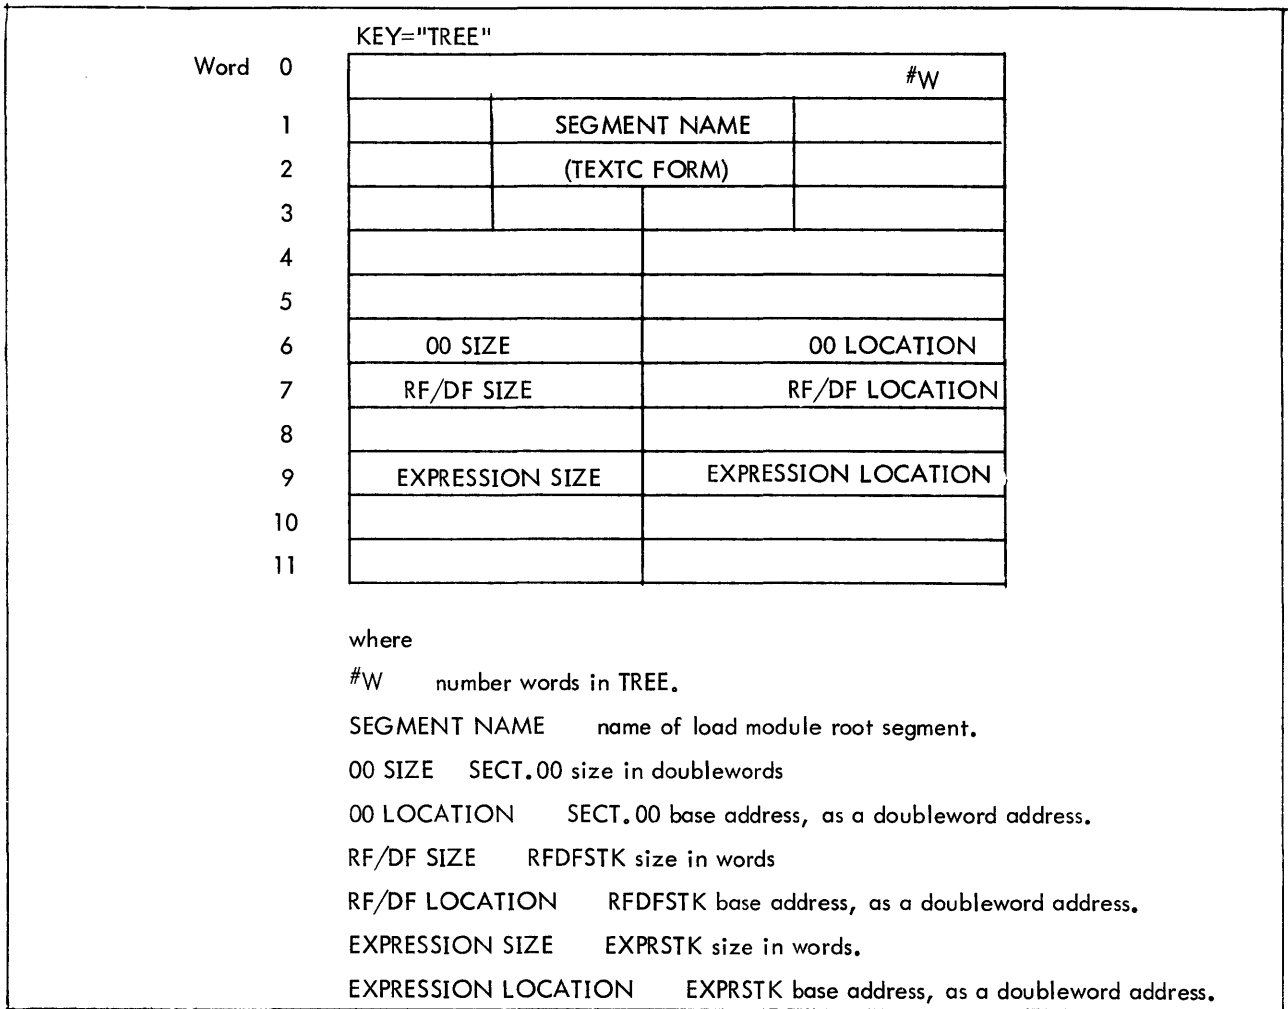 KEY="TREE"
Word 0 #W
1 SEGMENT NAME
2 (TEXTC FORM)
3
4
5
6 00 SIZE 00 LOCATION
7 RF/DF SIZE RF/DF LOCATION
8
9 EXPRESSION SIZE EXPRESSION LOCATION
10
11
where
#W number words in TREE.
SEGMENT NAME name of load module root segment.
00 SIZE SECT.00 size in doublewords
00 LOCATION SECT.00 base address, as a doubleword address.
RF/DF SIZE RFDFSTK size in words
RF/DF LOCATION RFDFSTK base address, as a doubleword address.
EXPRESSION SIZE EXPRSTK size in words.
EXPRESSION LOCATION EXPRSTK base address, as a doubleword address.